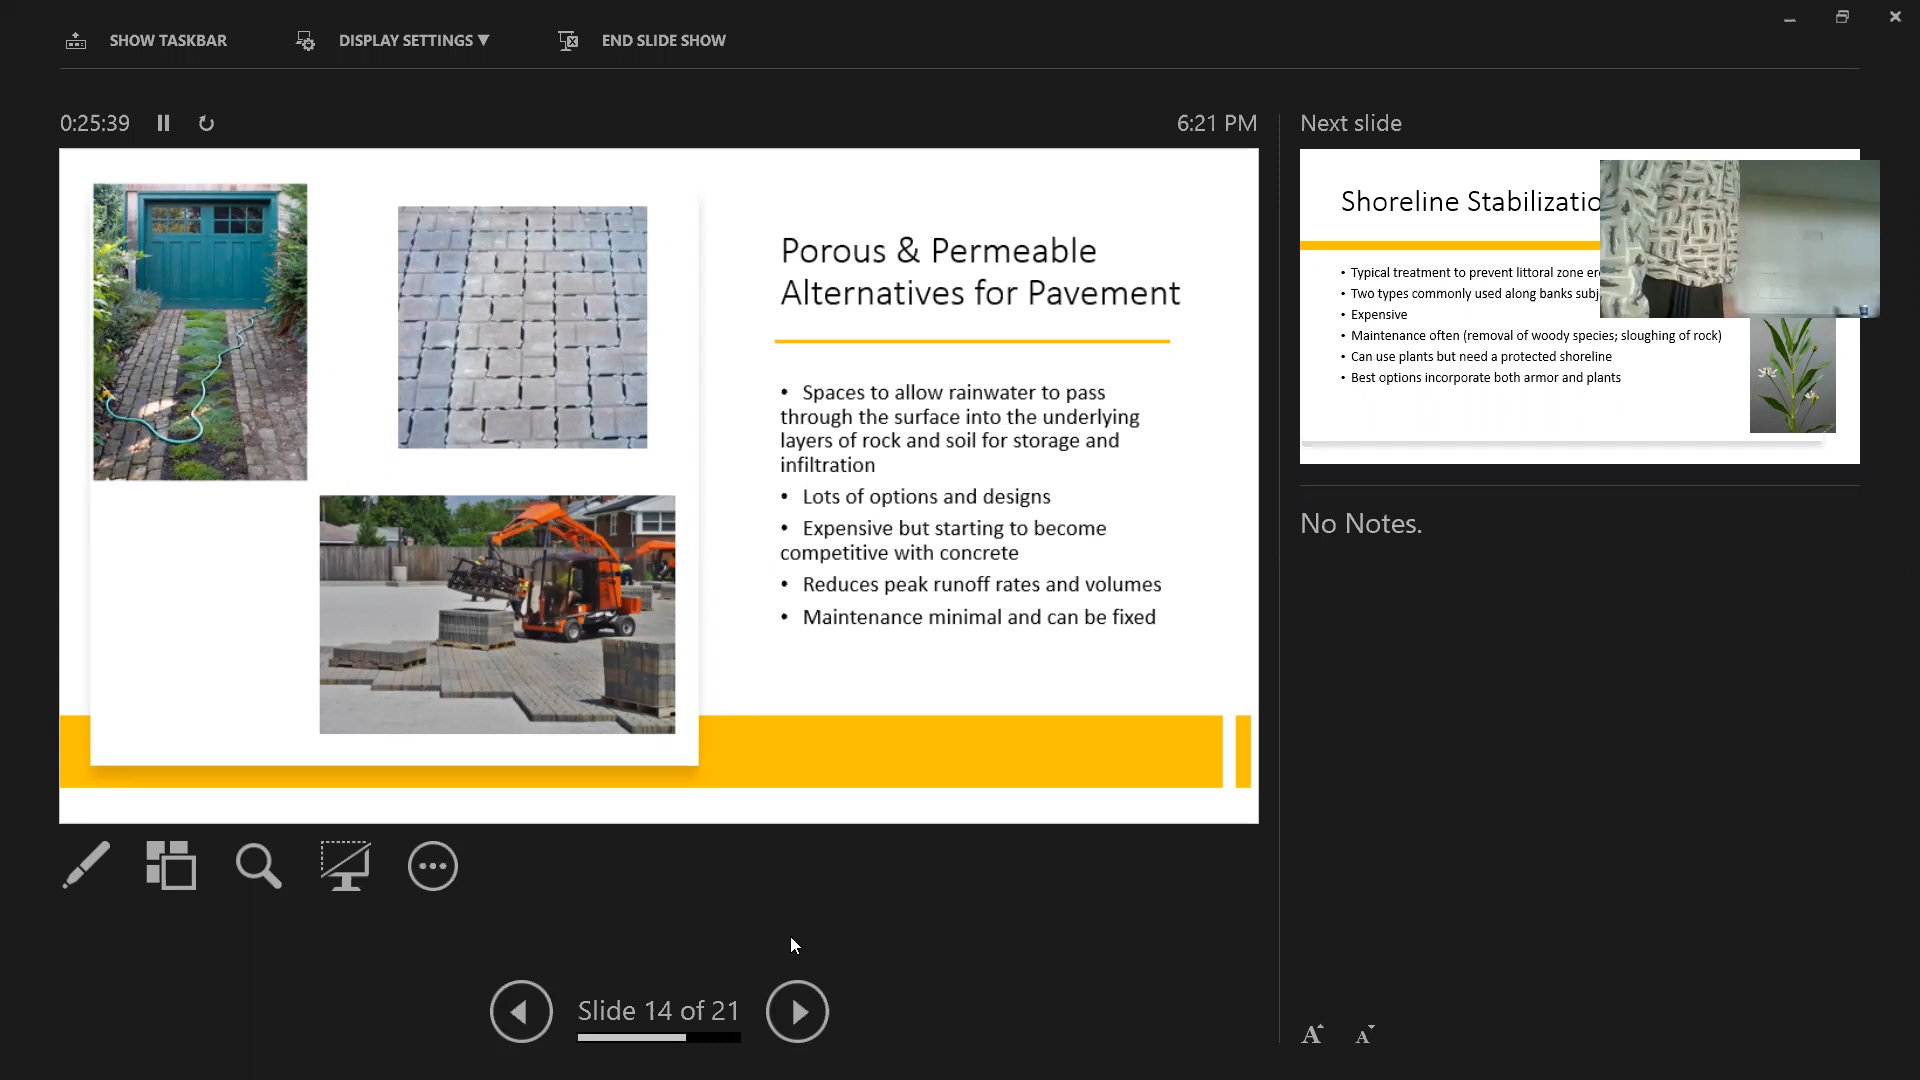 SHOW TASKBAR
DISPLAY SETTINGS ▼
END SLIDE SHOW
0:25:39
6:21 PM
Porous & Permeable
Alternatives for Pavement
• Spaces to allow rainwater to pass
through the surface into the underlying
layers of rock and soil for storage and
infiltration
• Lots of options and designs
• Expensive but starting to become
competitive with concrete
• Reduces peak runoff rates and volumes
• Maintenance minimal and can be fixed
Slide 14 of 21
Next slide
Shoreline
• Typical treatment to prevent littoral zone
• Two types commonly used along banks
• Expensive
• Maintenance often (removal of woody species; sloughing of rock)
• Can use plants but need a protected shoreline
• Best options incorporate both armor and plants
No Notes.
A A